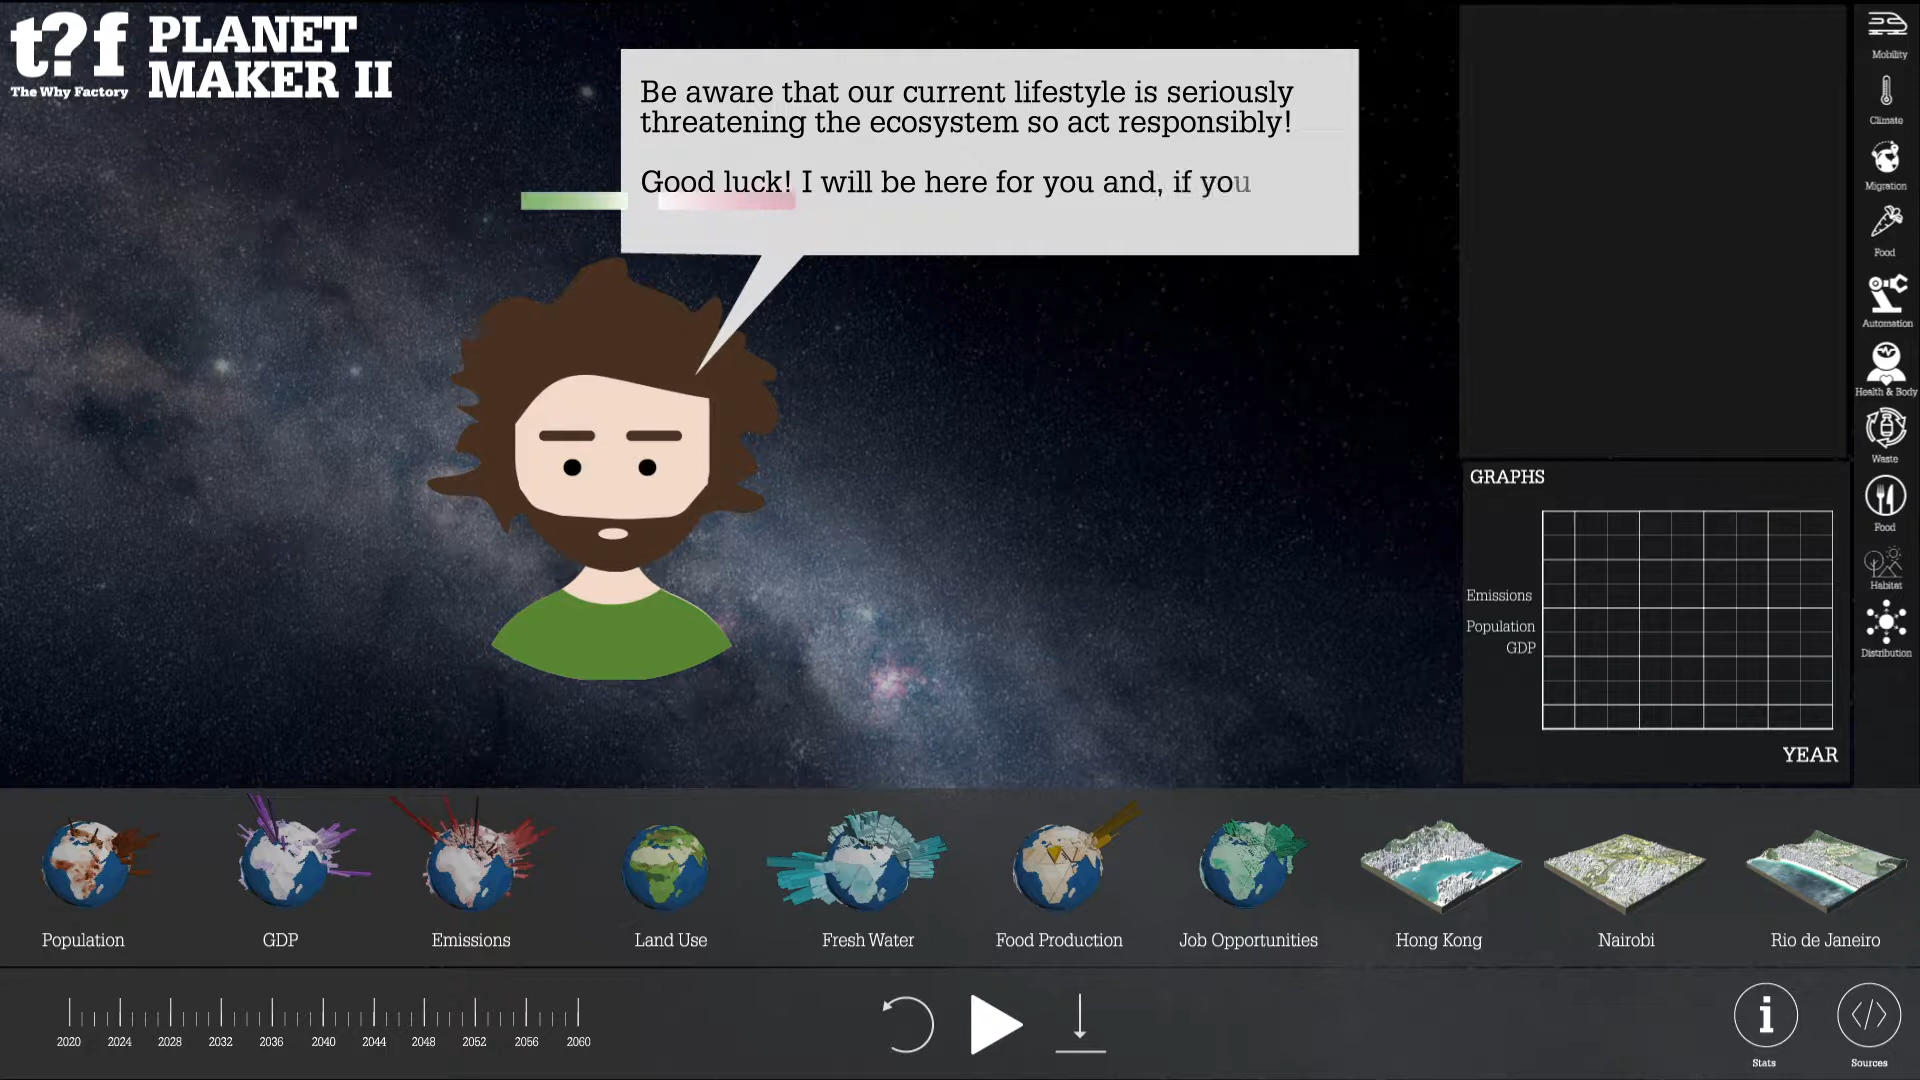 t?f
The Why Factory
PLANET
MAKER II
Be aware that our current lifestyle is seriously
threatening the ecosystem so act responsibly!
Good luck! I will be here for you and, if you
Mobility
Climate
Migration
Food
Automation
Health & Body
Waste
Food
Habitat
Distribution
GRAPHS
Emissions
Population
GDP
YEAR
Population
GDP
Emissions
Land Use
Fresh Water
Food Production
Job Opportunities
Hong Kong
Nairobi
Rio de Janeiro
2020 2024 2028 2032 2036 2040 2044 2048 2052 2056 2060
i
Stats
</>
Sources